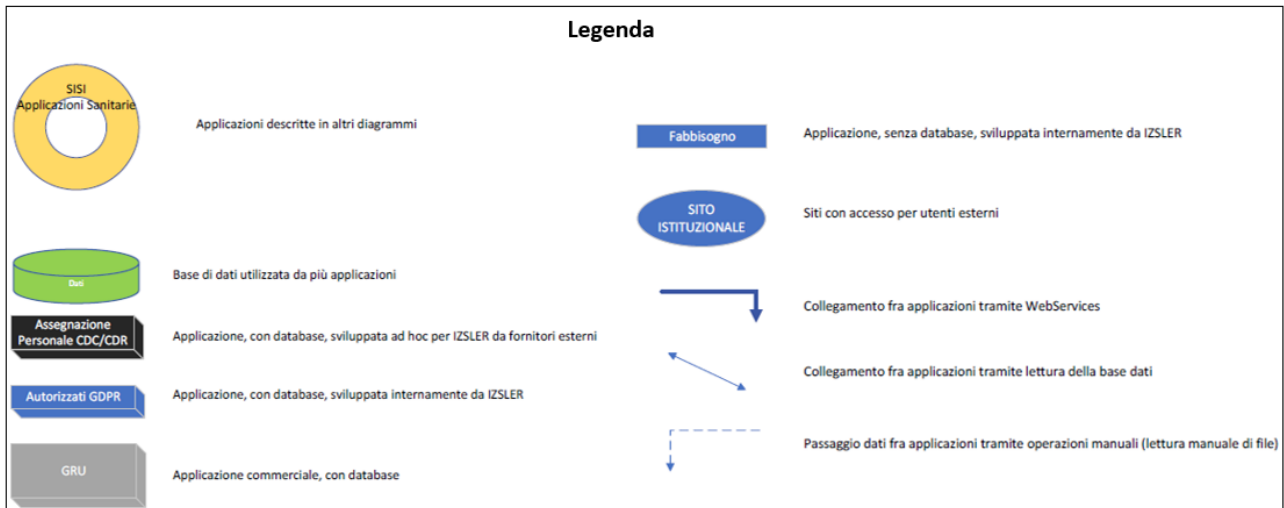 Legenda
SISI
Applicazioni Sanitarie
Applicazioni descritte in altri diagrammi
Dati
Base di dati utilizzata da più applicazioni
Assegnazione
Personale CDC/CDR
Applicazione, con database, sviluppata ad hoc per IZSLER da fornitori esterni
Autorizzati GDPR
Applicazione, con database, sviluppata internamente da IZSLER
GRU
Applicazione commerciale, con database
Fabbisogno
Applicazione, senza database, sviluppata internamente da IZSLER
SITO
ISTITUZIONALE
Siti con accesso per utenti esterni
Collegamento fra applicazioni tramite WebServices
Collegamento fra applicazioni tramite lettura della base dati
Passaggio dati fra applicazioni tramite operazioni manuali (lettura manuale di file)